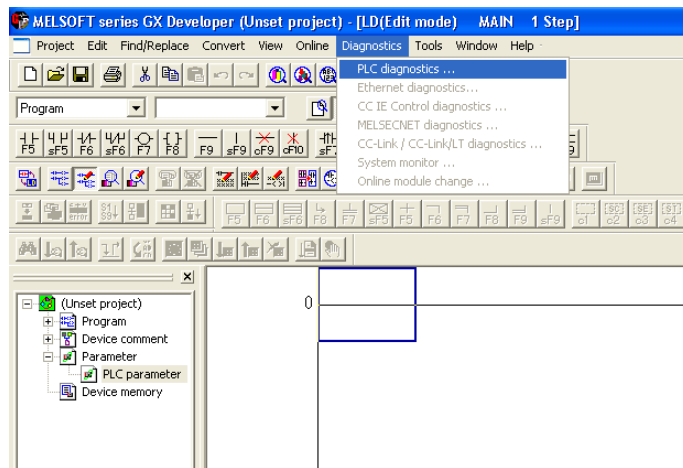 MELSOFT series GX Developer (Unset project) - [LD(Edit mode)    MAIN    1 Step]
Project Edit Find/Replace Convert View Online Diagnostics Tools Window Help
PLC diagnostics ...
Ethernet diagnostics...
CC IE Control diagnostics ...
MELSECNET diagnostics ...
CC-Link / CC-Link/LT diagnostics ...
System monitor ...
Online module change ...
Program
F5 sF5 F6 sF6 F7 F8 F9 sF9 cF9 cF10 sF7
error
F5 F6 sF6 F8 F7 sF5 F5 F6 F7 F8 F9 sF9 c1 c2 c3 c4
0
(Unset project)
Program
Device comment
Parameter
PLC parameter
Device memory